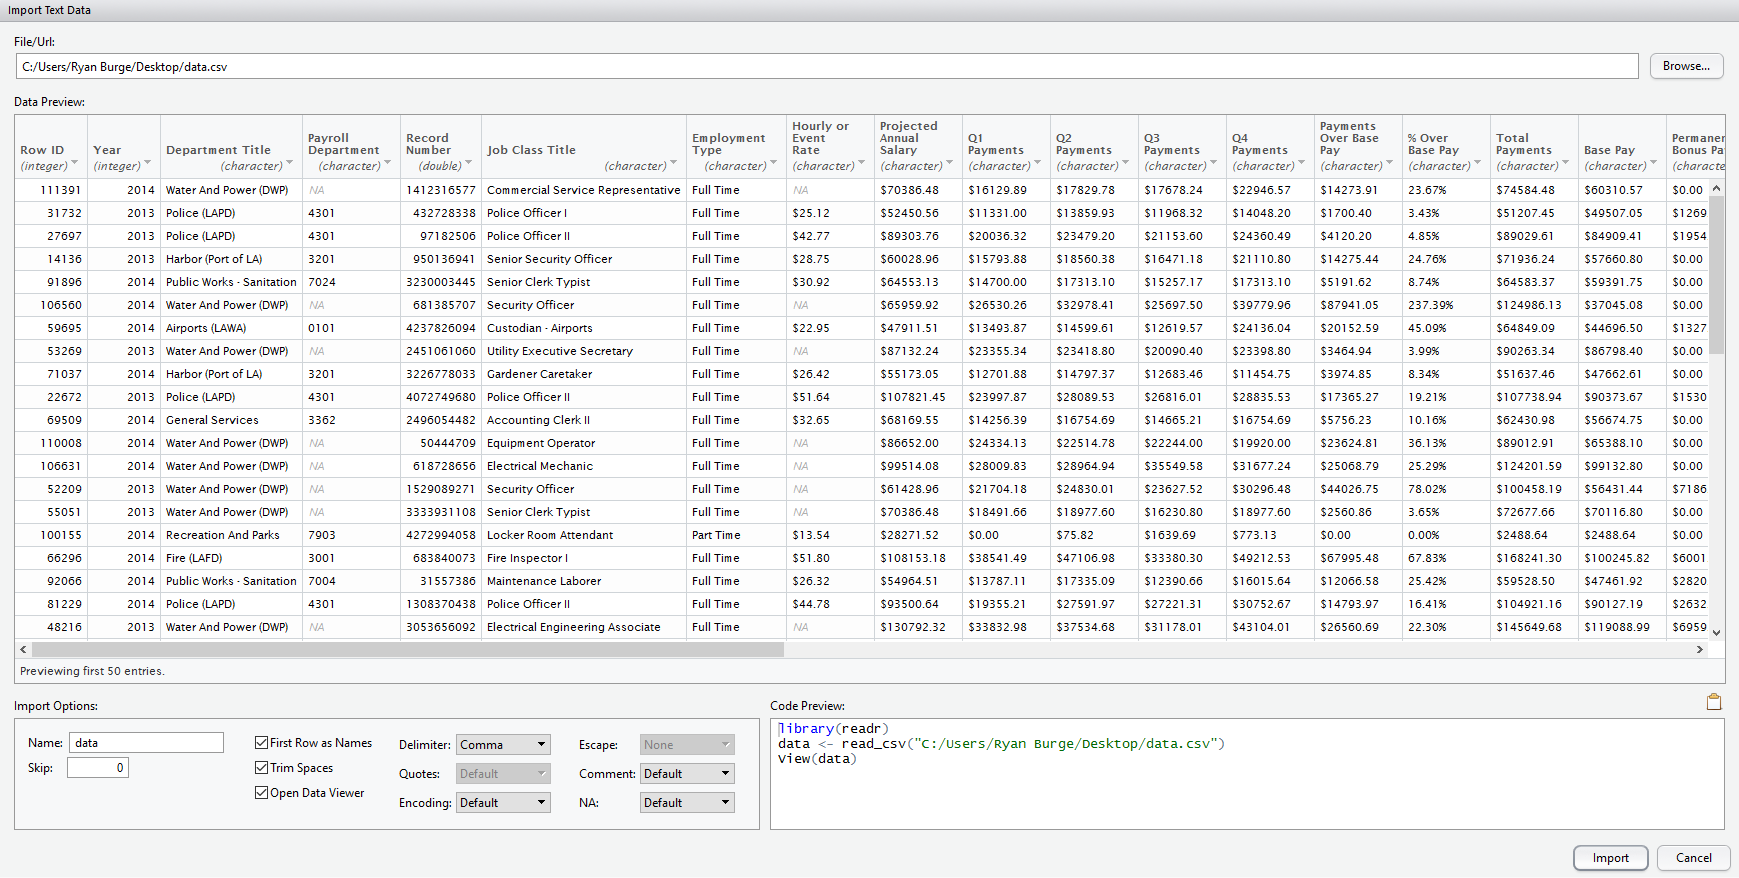 Import Text Data
File/Url:
C:/Users/Ryan Burge/Desktop/data.csv
Browse...
Data Preview:
Row ID (integer) Year (integer) Department Title (character) Payroll Department (character) Record Number (double) Job Class Title (character) Employment Type (character) Hourly or Event Rate (character) Projected Annual Salary (character) Q1 Payments (character) Q2 Payments (character) Q3 Payments (character) Q4 Payments (character) Payments Over Base Pay (character) % Over Base Pay (character) Total Payments (character) Base Pay (character) Permaner Bonus Pa (characte
111391 2014 Water And Power (DWP) NA 1412316577 Commercial Service Representative Full Time NA $70386.48 $16129.89 $17829.78 $17678.24 $22946.57 $14273.91 23.67% $74584.48 $60310.57 $0.00
31732 2013 Police (LAPD) 4301 432728338 Police Officer I Full Time $25.12 $52450.56 $11331.00 $13859.93 $11968.32 $14048.20 $1700.40 3.43% $51207.45 $49507.05 $1269
27697 2013 Police (LAPD) 4301 97182506 Police Officer II Full Time $42.77 $89303.76 $20036.32 $23479.20 $21153.60 $24360.49 $4120.20 4.85% $89029.61 $84909.41 $1954
14136 2013 Harbor (Port of LA) 3201 950136941 Senior Security Officer Full Time $28.75 $60028.96 $15793.88 $18560.38 $16471.18 $21110.80 $14275.44 24.76% $71936.24 $57660.80 $0.00
91896 2014 Public Works - Sanitation 7024 3230003445 Senior Clerk Typist Full Time $30.92 $64553.13 $14700.00 $17313.10 $15257.17 $17313.10 $5191.62 8.74% $64583.37 $59391.75 $0.00
106560 2014 Water And Power (DWP) NA 681385707 Security Officer Full Time NA $65959.92 $26530.26 $32978.41 $25697.50 $39779.96 $87941.05 237.39% $124986.13 $37045.08 $0.00
59695 2014 Airports (LAWA) 0101 4237826094 Custodian - Airports Full Time $22.95 $47911.51 $13493.87 $14599.61 $12619.57 $24136.04 $20152.59 45.09% $64849.09 $44696.50 $1327
53269 2013 Water And Power (DWP) NA 2451061060 Utility Executive Secretary Full Time NA $87132.24 $23355.34 $23418.80 $20090.40 $23398.80 $3464.94 3.99% $90263.34 $86798.40 $0.00
71037 2014 Harbor (Port of LA) 3201 3226778033 Gardener Caretaker Full Time $26.42 $55173.05 $12701.88 $14797.37 $12683.46 $11454.75 $3974.85 8.34% $51637.46 $47662.61 $0.00
22672 2013 Police (LAPD) 4301 4072749680 Police Officer II Full Time $51.64 $107821.45 $23997.87 $28089.53 $26816.01 $28835.53 $17365.27 19.21% $107738.94 $90373.67 $1530
69509 2014 General Services 3362 2496054482 Accounting Clerk II Full Time $32.65 $68169.55 $14256.39 $16754.69 $14665.21 $16754.69 $5756.23 10.16% $62430.98 $56674.75 $0.00
110008 2014 Water And Power (DWP) NA 50444709 Equipment Operator Full Time NA $86652.00 $24334.13 $22514.78 $22244.00 $19920.00 $23624.81 36.13% $89012.91 $65388.10 $0.00
106631 2014 Water And Power (DWP) NA 618728656 Electrical Mechanic Full Time NA $99514.08 $28009.83 $28964.94 $35549.58 $31677.24 $25068.79 25.29% $124201.59 $99132.80 $0.00
52209 2013 Water And Power (DWP) NA 1529089271 Security Officer Full Time NA $61428.96 $21704.18 $24830.01 $23627.52 $30296.48 $44026.75 78.02% $100458.19 $56431.44 $7186
55051 2013 Water And Power (DWP) NA 3333931108 Senior Clerk Typist Full Time NA $70386.48 $18491.66 $18977.60 $16230.80 $18977.60 $2560.86 3.65% $72677.66 $70116.80 $0.00
100155 2014 Recreation And Parks 7903 4272994058 Locker Room Attendant Part Time $13.54 $28271.52 $0.00 $75.82 $1639.69 $773.13 $0.00 0.00% $2488.64 $2488.64 $0.00
66296 2014 Fire (LAFD) 3001 683840073 Fire Inspector I Full Time $51.80 $108153.18 $38541.49 $47106.98 $33380.30 $49212.53 $67995.48 67.83% $168241.30 $100245.82 $6001
92066 2014 Public Works - Sanitation 7004 31557386 Maintenance Laborer Full Time $26.32 $54964.51 $13787.11 $17335.09 $12390.66 $16015.64 $12066.58 25.42% $59528.50 $47461.92 $2820
81229 2014 Police (LAPD) 4301 1308370438 Police Officer II Full Time $44.78 $93500.64 $19355.21 $27591.97 $27221.31 $30752.67 $14793.97 16.41% $104921.16 $90127.19 $2632
48216 2013 Water And Power (DWP) NA 3053656092 Electrical Engineering Associate Full Time NA $130792.32 $33832.98 $37534.68 $31178.01 $43104.01 $26560.69 22.30% $145649.68 $119088.99 $6959
Previewing first 50 entries.
Import Options:
Name: data
Skip: 0
First Row as Names
Trim Spaces
Open Data Viewer
Delimiter: Comma
Quotes: Default
Encoding: Default
Escape: None
Comment: Default
NA: Default
Code Preview:
library(readr)
data <- read_csv("C:/Users/Ryan Burge/Desktop/data.csv")
View(data)
Import
Cancel